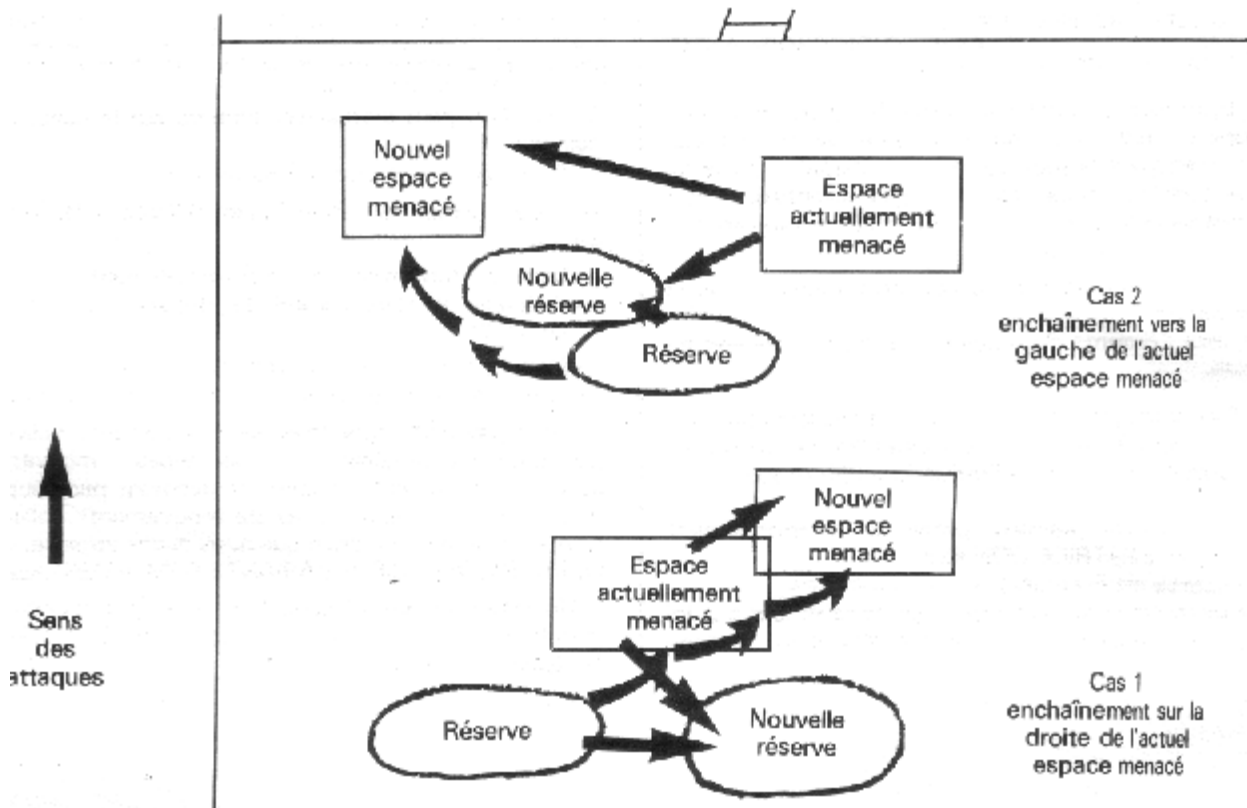 Nouvel
espace
menacé
Espace
actuellement
menacé
Nouvelle
réserve
Réserve
Cas 2
enchaînement vers la
gauche de l'actuel
espace menacé
Sens
des
attaques
Nouvel
espace
menacé
Espace
actuellement
menacé
Réserve
Nouvelle
réserve
Cas 1
enchaînement sur la
droite de l'actuel
espace menacé